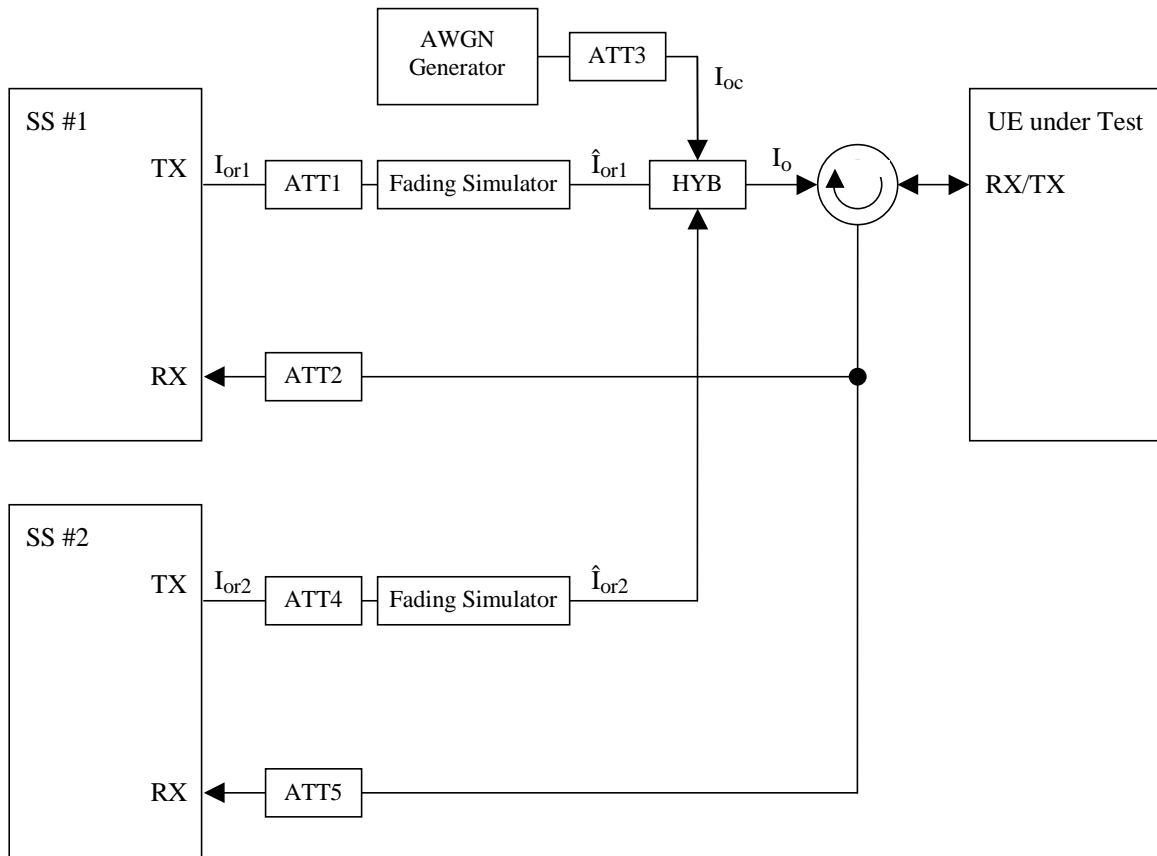 AWGN
Generator
ATT3
I_oc
SS #1
UE under Test
TX
I_or1
ATT1
Fading Simulator
Î_or1
HYB
I_o
RX/TX
RX
ATT2
SS #2
TX
I_or2
ATT4
Fading Simulator
Î_or2
RX
ATT5